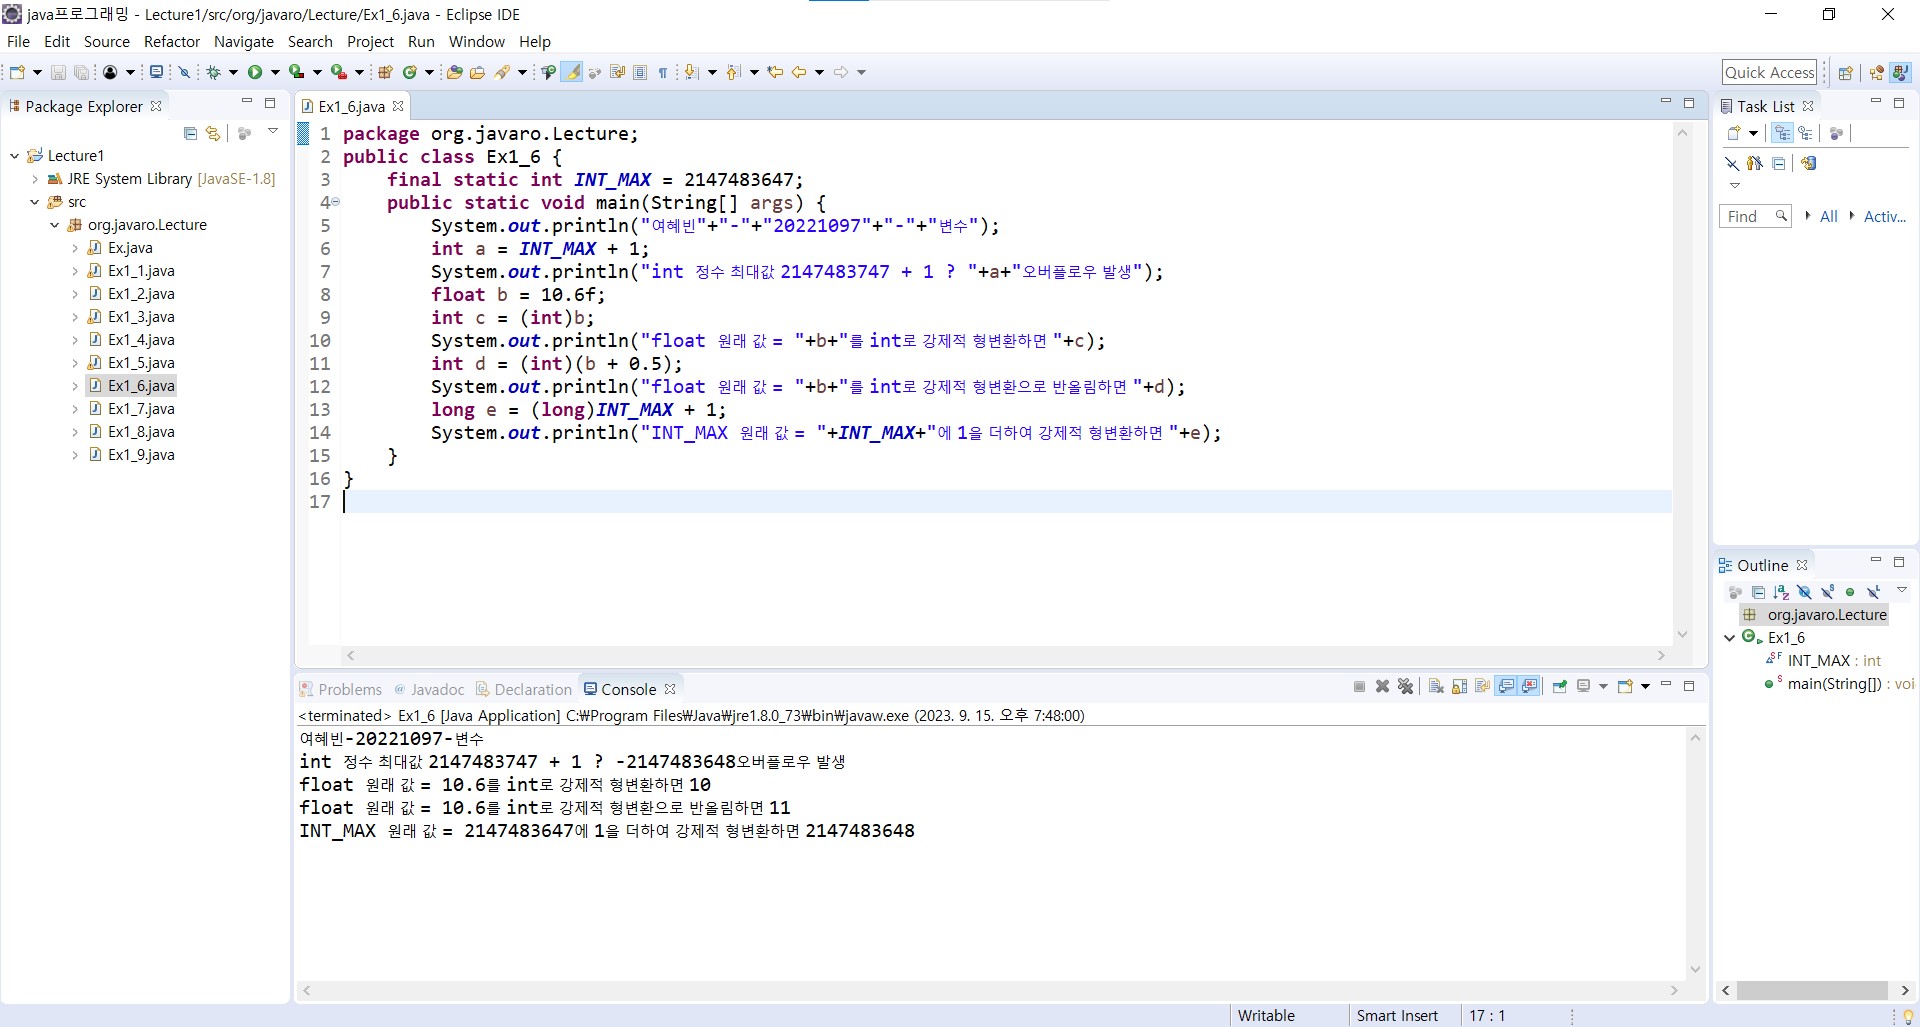 java프로그래밍 - Lecture1/src/org/javaro/Lecture/Ex1_6.java - Eclipse IDE
File Edit Source Refactor Navigate Search Project Run Window Help
Quick Access
Package Explorer
Lecture1
JRE System Library [JavaSE-1.8]
src
org.javaro.Lecture
Ex.java
Ex1_1.java
Ex1_2.java
Ex1_3.java
Ex1_4.java
Ex1_5.java
Ex1_6.java
Ex1_7.java
Ex1_8.java
Ex1_9.java
Ex1_6.java
1 package org.javaro.Lecture;
2 public class Ex1_6 {
3 final static int INT_MAX = 2147483647;
4 public static void main(String[] args) {
5 System.out.println("여혜빈"+"-"+"20221097"+"-"+"변수");
6 int a = INT_MAX + 1;
7 System.out.println("int 정수 최대값 2147483747 + 1 ? "+a+"오버플로우 발생");
8 float b = 10.6f;
9 int c = (int)b;
10 System.out.println("float 원래 값 = "+b+"를 int로 강제적 형변환하면 "+c);
11 int d = (int)(b + 0.5);
12 System.out.println("float 원래 값 = "+b+"를 int로 강제적 형변환으로 반올림하면 "+d);
13 long e = (long)INT_MAX + 1;
14 System.out.println("INT_MAX 원래 값 = "+INT_MAX+"에 1을 더하여 강제적 형변환하면 "+e);
15 }
16 }
17
Problems Javadoc Declaration Console
<terminated> Ex1_6 [Java Application] C:₩Program Files₩Java₩jre1.8.0_73₩bin₩javaw.exe (2023. 9. 15. 오후 7:48:00)
여혜빈-20221097-변수
int 정수 최대값 2147483747 + 1 ? -2147483648오버플로우 발생
float 원래 값 = 10.6를 int로 강제적 형변환하면 10
float 원래 값 = 10.6를 int로 강제적 형변환으로 반올림하면 11
INT_MAX 원래 값 = 2147483647에 1을 더하여 강제적 형변환하면 2147483648
Task List
Find All Activ...
Outline
org.javaro.Lecture
Ex1_6
INT_MAX : int
main(String[]) : voi
Writable Smart Insert 17 : 1